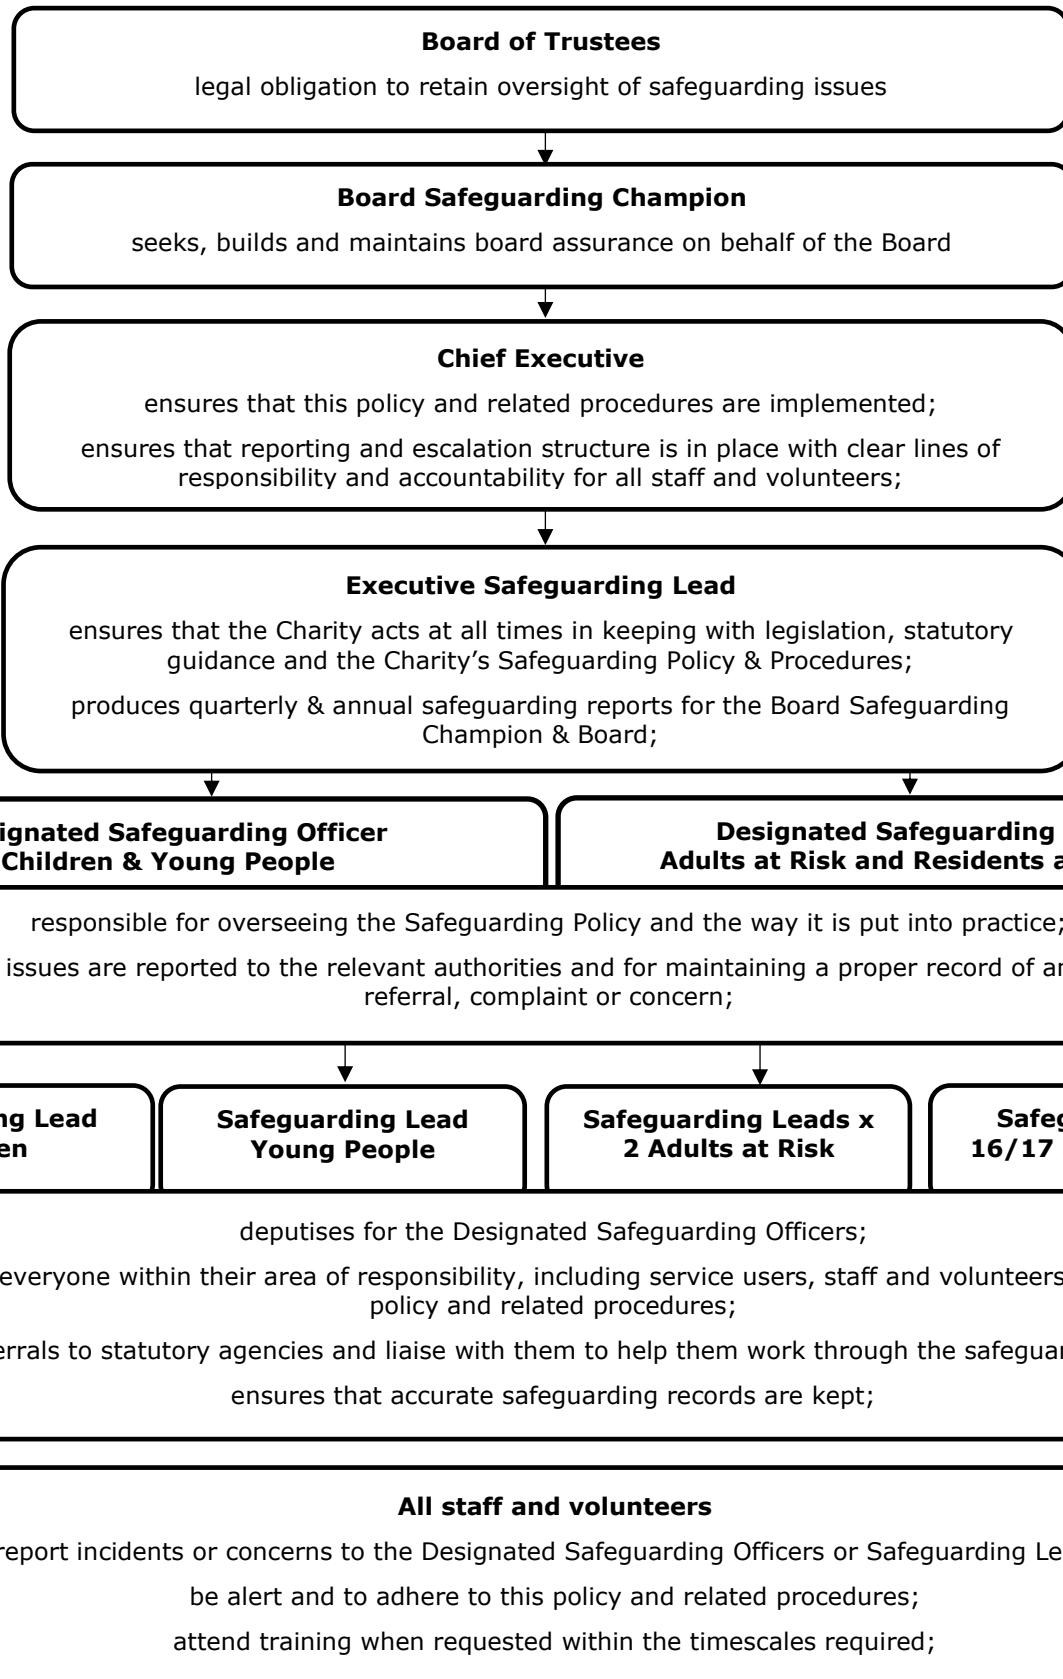 Board of Trustees
legal obligation to retain oversight of safeguarding issues
Board Safeguarding Champion
seeks, builds and maintains board assurance on behalf of the Board
Chief Executive
ensures that this policy and related procedures are implemented;
ensures that reporting and escalation structure is in place with clear lines of
responsibility and accountability for all staff and volunteers;
Executive Safeguarding Lead
ensures that the Charity acts at all times in keeping with legislation, statutory
guidance and the Charity’s Safeguarding Policy & Procedures;
produces quarterly & annual safeguarding reports for the Board Safeguarding
Champion & Board;
ignated Safeguarding Officer
Children & Young People
Designated Safeguarding
Adults at Risk and Residents a
responsible for overseeing the Safeguarding Policy and the way it is put into practice;
issues are reported to the relevant authorities and for maintaining a proper record of an
referral, complaint or concern;
ng Lead
en
Safeguarding Lead
Young People
Safeguarding Leads x
2 Adults at Risk
Safeg
16/17
deputises for the Designated Safeguarding Officers;
everyone within their area of responsibility, including service users, staff and volunteers
policy and related procedures;
errals to statutory agencies and liaise with them to help them work through the safeguar
ensures that accurate safeguarding records are kept;
All staff and volunteers
report incidents or concerns to the Designated Safeguarding Officers or Safeguarding Le
be alert and to adhere to this policy and related procedures;
attend training when requested within the timescales required;